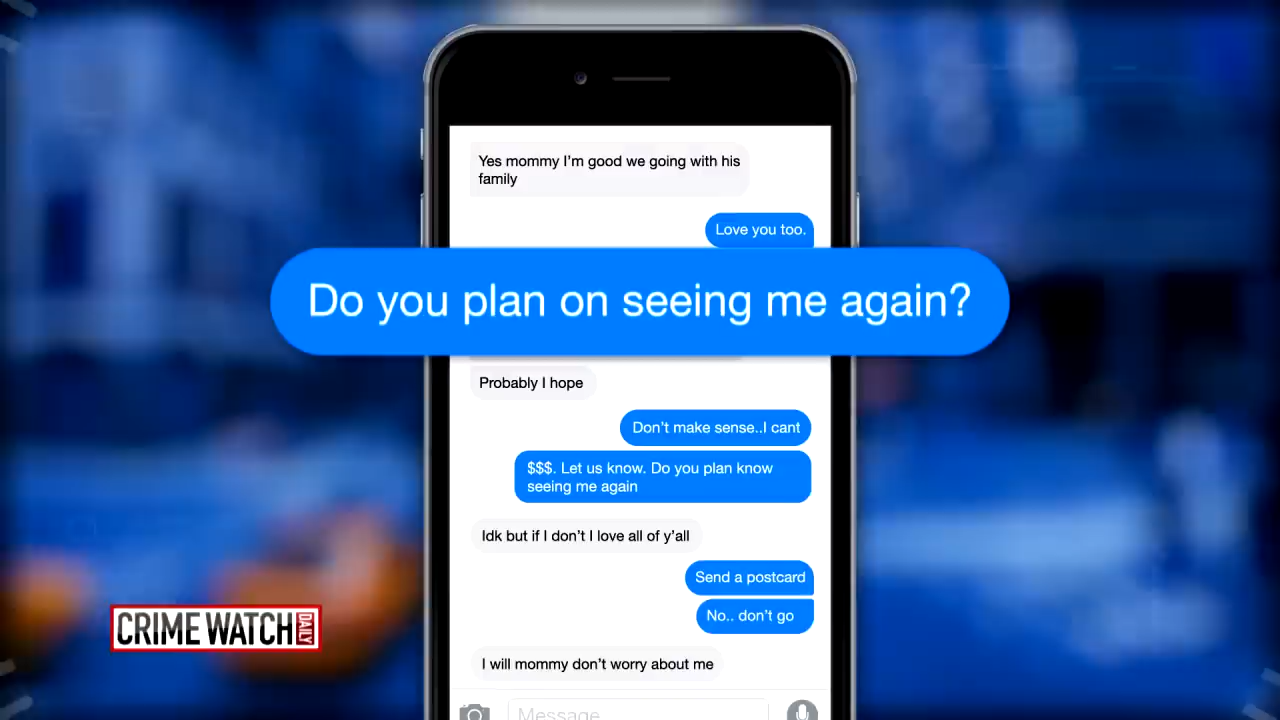 Yes mommy I'm good we going with his
family
Love you too.
Do you plan on seeing me again?
Probably I hope
Don't make sense..I cant
$$$. Let us know. Do you plan know
seeing me again
Idk but if I don't I love all of y'all
Send a postcard
No.. don't go
I will mommy don't worry about me
Message
CRIME WATCH DAILY